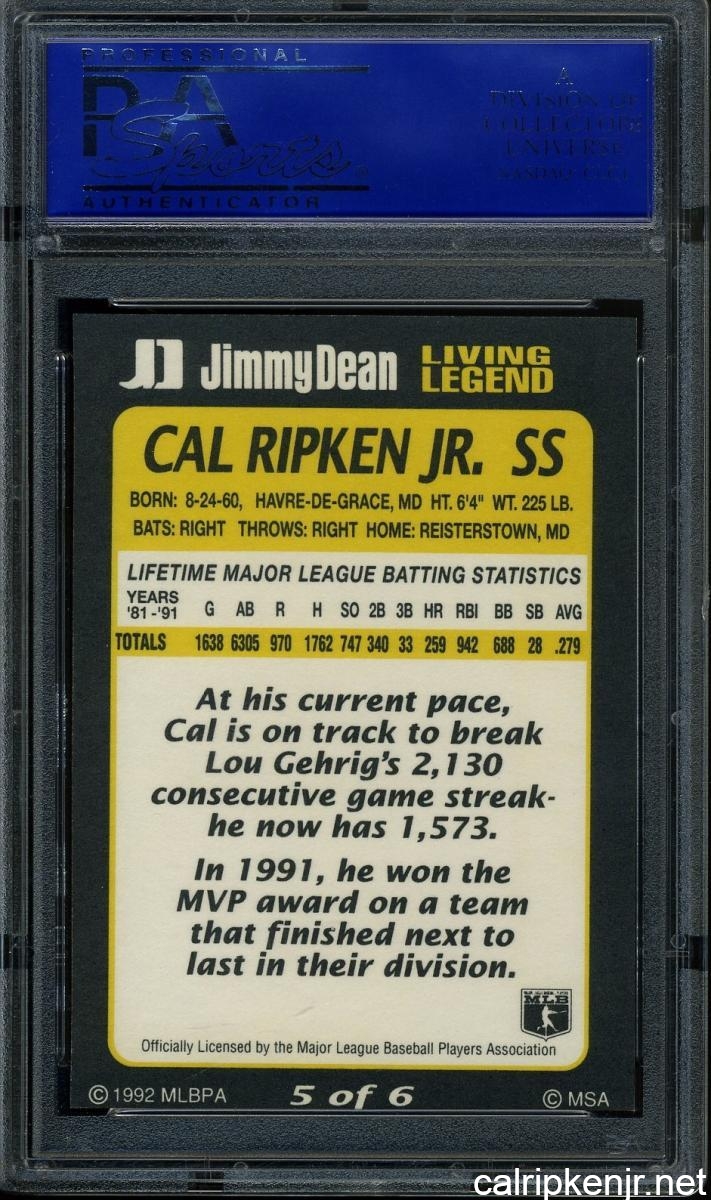 PROFESSIONAL
PSA
Sports®
AUTHENTICATOR
A
DIVISION OF
COLLECTORS
UNIVERSE
NASDAQ: CLCT
JD JimmyDean LIVING
LEGEND
CAL RIPKEN JR. SS
BORN: 8-24-60, HAVRE-DE-GRACE, MD HT. 6'4" WT. 225 LB.
BATS: RIGHT THROWS: RIGHT HOME: REISTERSTOWN, MD
LIFETIME MAJOR LEAGUE BATTING STATISTICS
YEARS
'81-'91 G AB R H SO 2B 3B HR RBI BB SB AVG
TOTALS 1638 6305 970 1762 747 340 33 259 942 688 28 .279
At his current pace,
Cal is on track to break
Lou Gehrig's 2,130
consecutive game streak-
he now has 1,573.
In 1991, he won the
MVP award on a team
that finished next to
last in their division.
MLB
Officially Licensed by the Major League Baseball Players Association
© 1992 MLBPA 5 of 6 © MSA
calripkenjr.net